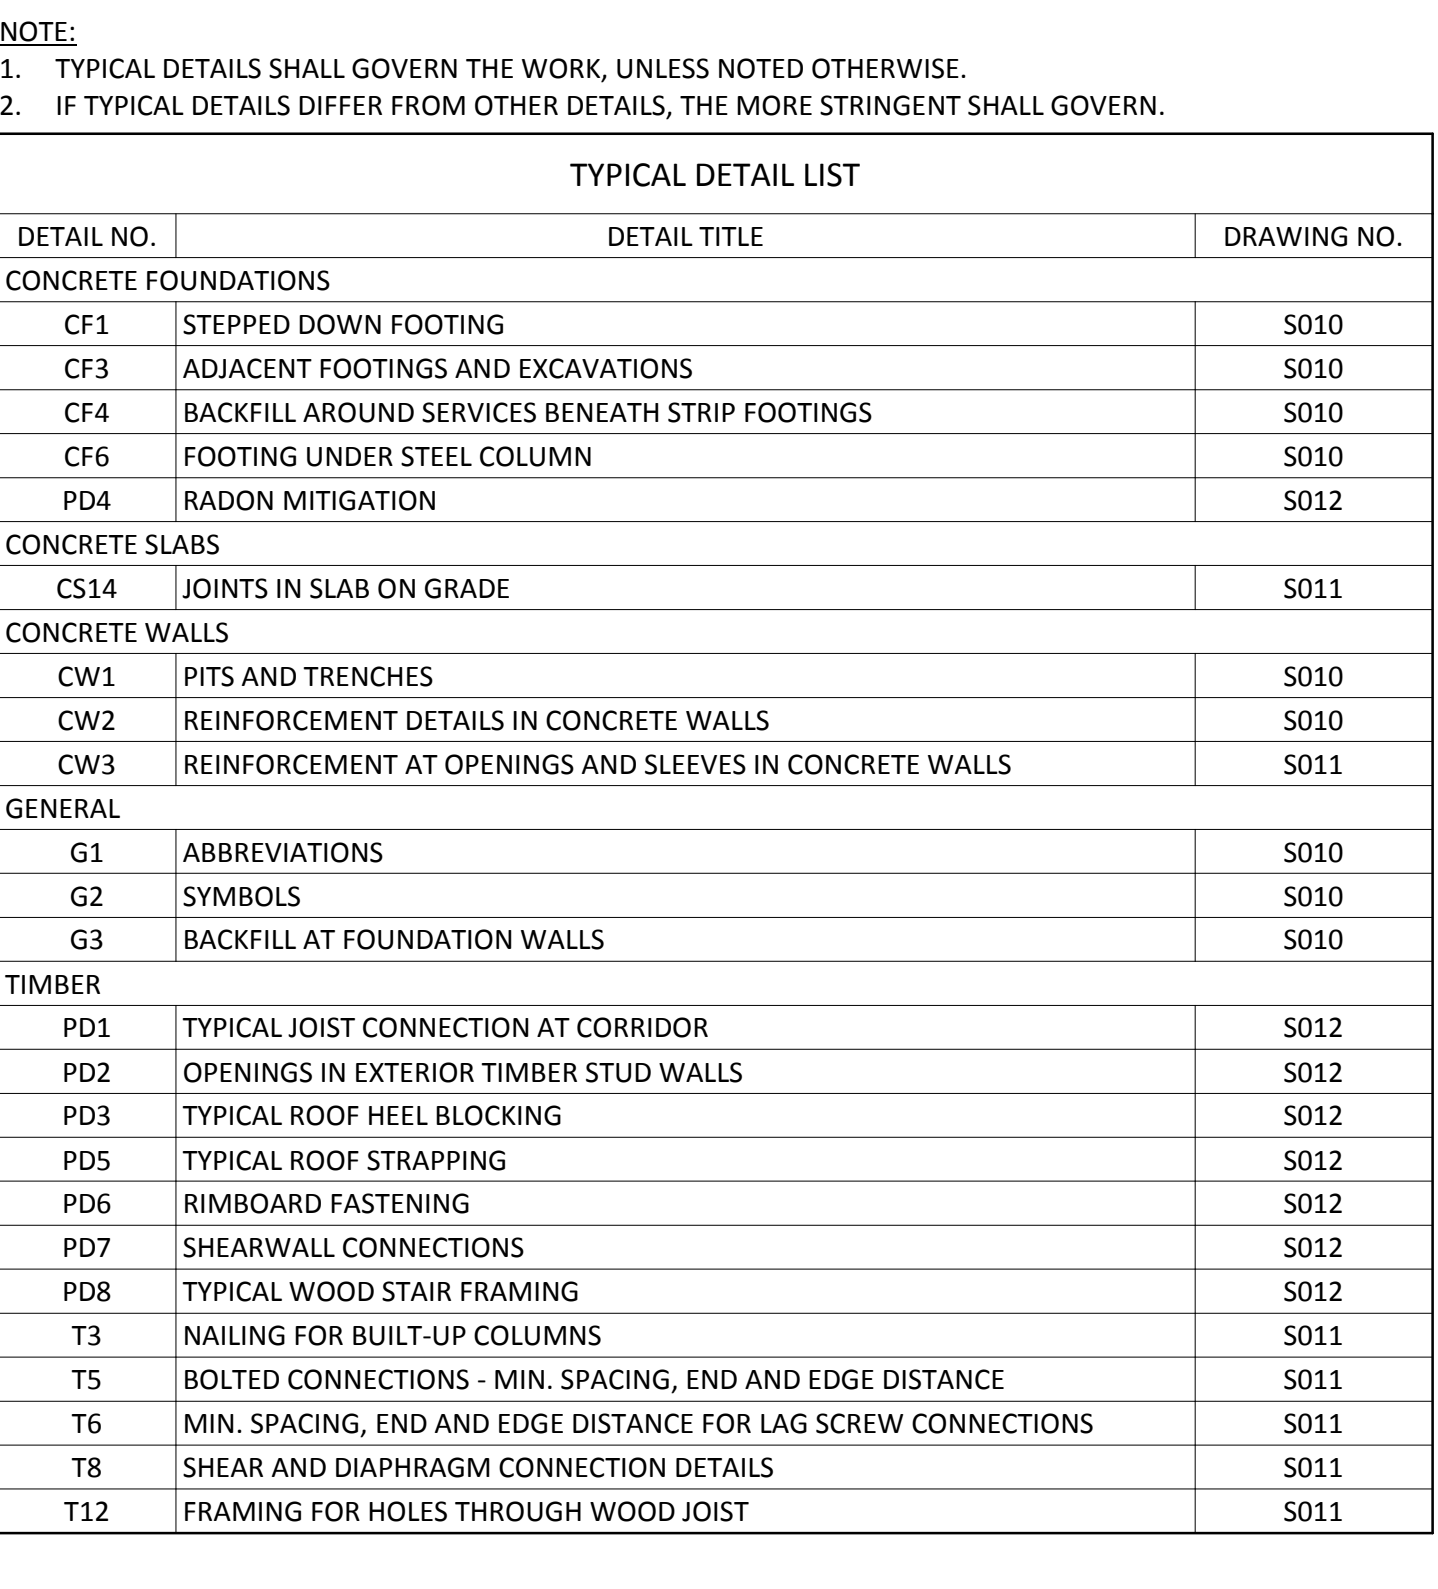 NOTE:
1. TYPICAL DETAILS SHALL GOVERN THE WORK, UNLESS NOTED OTHERWISE.
2. IF TYPICAL DETAILS DIFFER FROM OTHER DETAILS, THE MORE STRINGENT SHALL GOVERN.
TYPICAL DETAIL LIST
DETAIL NO. DETAIL TITLE DRAWING NO.
CONCRETE FOUNDATIONS
CF1 STEPPED DOWN FOOTING S010
CF3 ADJACENT FOOTINGS AND EXCAVATIONS S010
CF4 BACKFILL AROUND SERVICES BENEATH STRIP FOOTINGS S010
CF6 FOOTING UNDER STEEL COLUMN S010
PD4 RADON MITIGATION S012
CONCRETE SLABS
CS14 JOINTS IN SLAB ON GRADE S011
CONCRETE WALLS
CW1 PITS AND TRENCHES S010
CW2 REINFORCEMENT DETAILS IN CONCRETE WALLS S010
CW3 REINFORCEMENT AT OPENINGS AND SLEEVES IN CONCRETE WALLS S011
GENERAL
G1 ABBREVIATIONS S010
G2 SYMBOLS S010
G3 BACKFILL AT FOUNDATION WALLS S010
TIMBER
PD1 TYPICAL JOIST CONNECTION AT CORRIDOR S012
PD2 OPENINGS IN EXTERIOR TIMBER STUD WALLS S012
PD3 TYPICAL ROOF HEEL BLOCKING S012
PD5 TYPICAL ROOF STRAPPING S012
PD6 RIMBOARD FASTENING S012
PD7 SHEARWALL CONNECTIONS S012
PD8 TYPICAL WOOD STAIR FRAMING S012
T3 NAILING FOR BUILT-UP COLUMNS S011
T5 BOLTED CONNECTIONS - MIN. SPACING, END AND EDGE DISTANCE S011
T6 MIN. SPACING, END AND EDGE DISTANCE FOR LAG SCREW CONNECTIONS S011
T8 SHEAR AND DIAPHRAGM CONNECTION DETAILS S011
T12 FRAMING FOR HOLES THROUGH WOOD JOIST S011